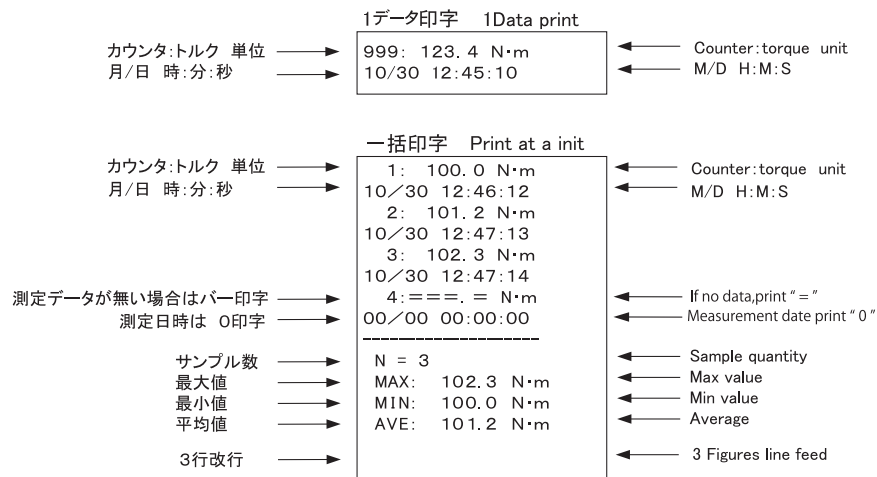 1データ印字 1Data print
カウンタ:トルク 単位 999: 123.4 N・m Counter:torque unit
月/日 時:分:秒 10/30 12:45:10 M/D H:M:S
一括印字 Print at a init
カウンタ:トルク 単位 1: 100.0 N・m Counter:torque unit
月/日 時:分:秒 10/30 12:46:12 M/D H:M:S
2: 101.2 N・m
10/30 12:47:13
3: 102.3 N・m
10/30 12:47:14
測定データが無い場合はバー印字 4:===.= N・m If no data,print “ = ”
測定日時は 0印字 00/00 00:00:00 Measurement date print “ 0 ”
--------------------
サンプル数 N = 3 Sample quantity
最大値 MAX: 102.3 N・m Max value
最小値 MIN: 100.0 N・m Min value
平均値 AVE: 101.2 N・m Average
3行改行 3 Figures line feed